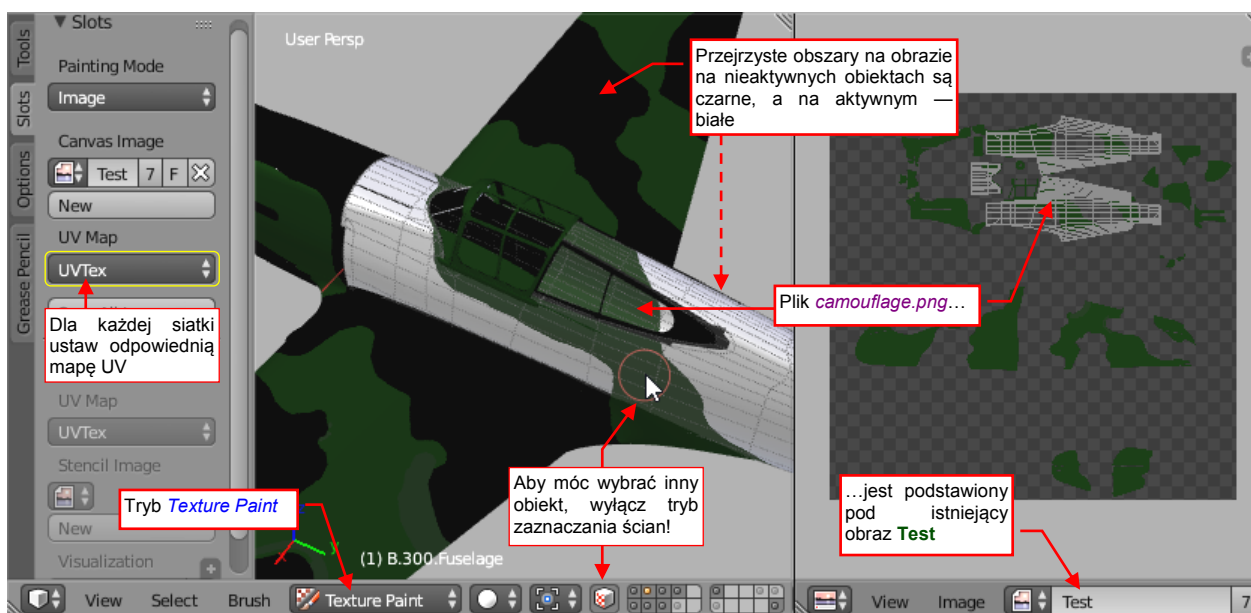 Tools
Slots
Options
Grease Pencil
Slots
Painting Mode
Image
Canvas Image
Test 7 F
New
UV Map
UVTex
Dla każdej siatki
ustaw odpowiednią
mapę UV
UV Map
UVTex
Stencil Image
New
Visualization
Tryb Texture Paint
User Persp
Przejrzyste obszary na obrazie
na nieaktywnych obiektach są
czarne, a na aktywnym —
białe
Plik camouflage.png…
Aby móc wybrać inny
obiekt, wyłącz tryb
zaznaczania ścian!
…jest podstawiony
pod istniejący
obraz Test
y
(1) B.300.Fuselage
View Select Brush Texture Paint
View Image Test 7